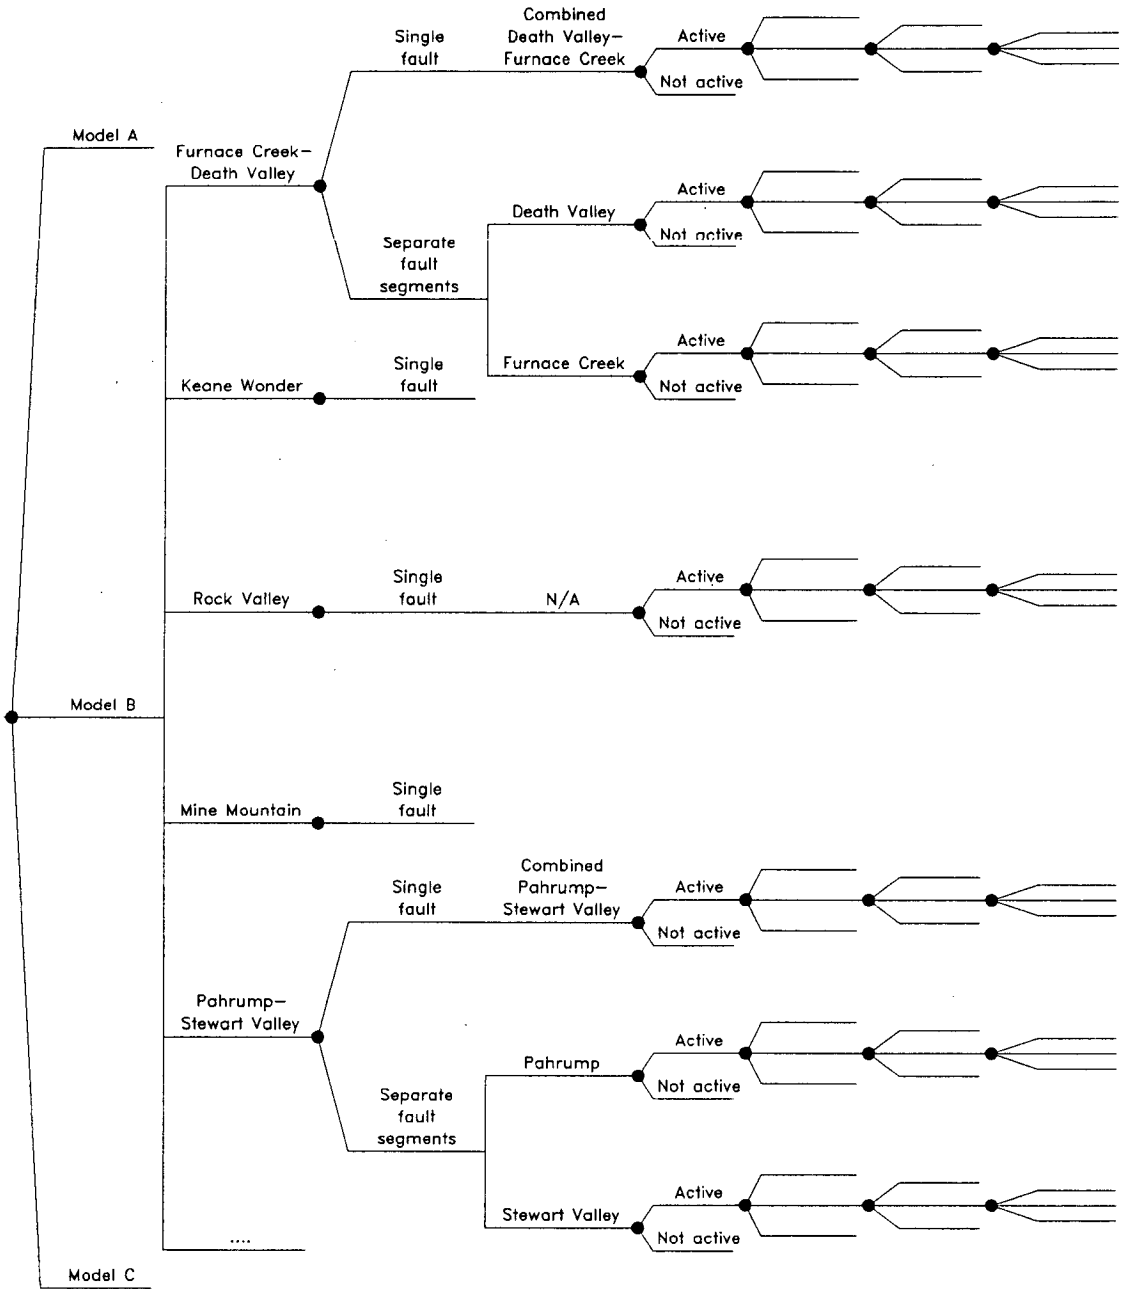 Combined
Death Valley–
Furnace Creek
Single
fault
Active
Not active
Model A
Furnace Creek–
Death Valley
Active
Death Valley
Not active
Separate
fault
segments
Active
Furnace Creek
Not active
Single
fault
Keane Wonder
Single
fault
Rock Valley
N/A
Active
Not active
Model B
Mine Mountain
Single
fault
Combined
Pahrump–
Stewart Valley
Single
fault
Active
Not active
Pahrump–
Stewart Valley
Active
Pahrump
Not active
Separate
fault
segments
Active
Stewart Valley
Not active
....
Model C